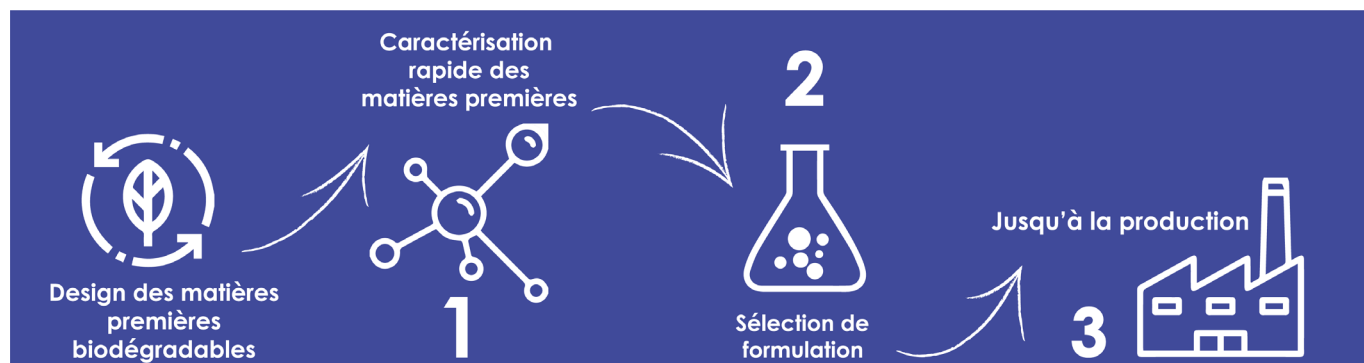 Design des matières
premières
biodégradables
Caractérisation
rapide des
matières premières
1
2
Sélection de
formulation
Jusqu'à la production
3